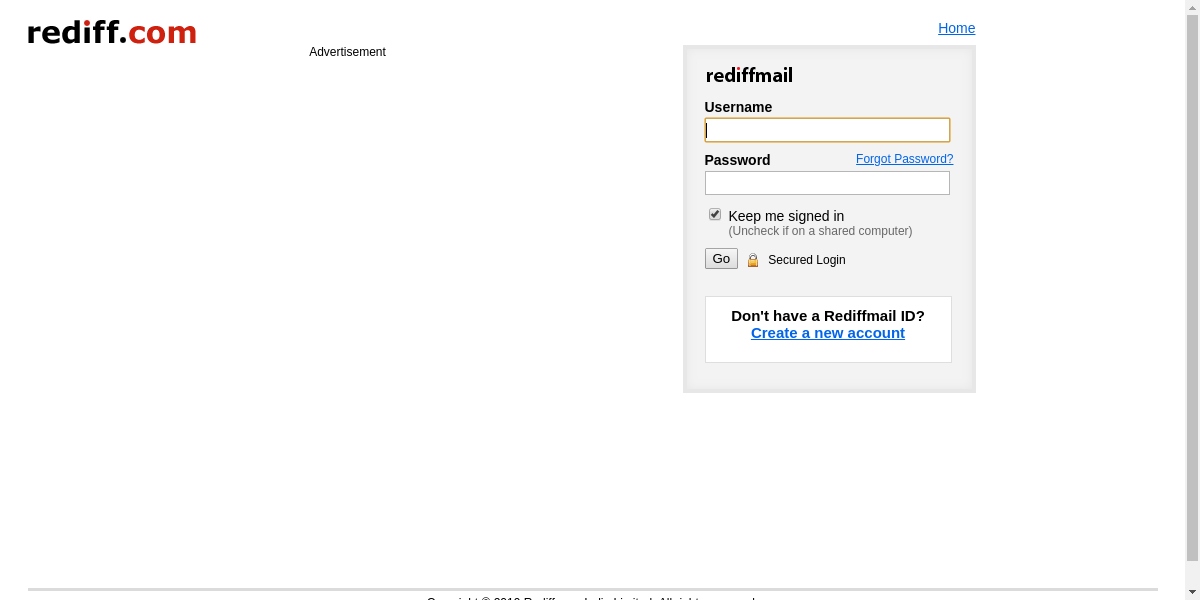 rediff.com
Home
Advertisement
rediffmail
Username
Password
Forgot Password?
Keep me signed in
(Uncheck if on a shared computer)
Go
Secured Login
Don't have a Rediffmail ID?
Create a new account